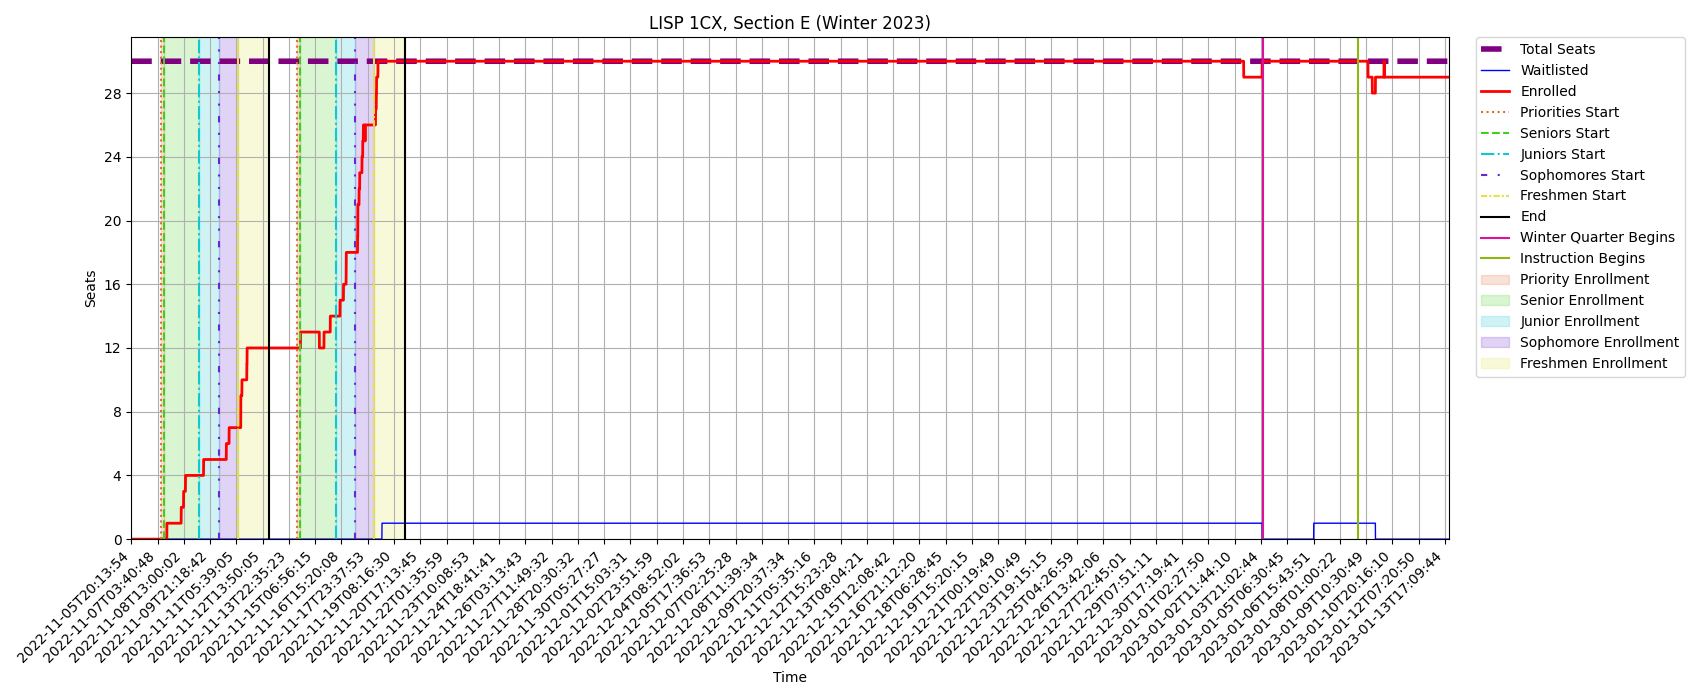 LISP 1CX, Section E (Winter 2023)
Seats
28
24
20
16
12
8
4
0
2022-11-05T20:13:54
2022-11-07T03:40:48
2022-11-08T13:00:02
2022-11-09T21:18:42
2022-11-11T05:39:05
2022-11-12T13:50:05
2022-11-13T22:35:23
2022-11-15T06:56:15
2022-11-16T15:20:08
2022-11-17T23:37:53
2022-11-19T08:16:30
2022-11-20T17:13:45
2022-11-22T01:35:59
2022-11-23T10:08:53
2022-11-24T18:41:41
2022-11-26T03:13:43
2022-11-27T11:49:32
2022-11-28T20:30:32
2022-11-30T05:27:27
2022-12-01T15:03:31
2022-12-02T23:51:59
2022-12-04T08:52:02
2022-12-05T17:36:53
2022-12-07T02:25:28
2022-12-08T11:39:34
2022-12-09T20:37:34
2022-12-11T05:35:16
2022-12-12T15:23:28
2022-12-13T08:04:21
2022-12-15T12:08:42
2022-12-16T21:12:20
2022-12-18T06:28:45
2022-12-19T15:20:15
2022-12-21T00:19:49
2022-12-22T10:10:49
2022-12-23T19:15:15
2022-12-25T04:26:59
2022-12-26T13:42:06
2022-12-27T22:45:01
2022-12-29T07:51:11
2022-12-30T17:19:41
2023-01-01T02:27:50
2023-01-02T11:44:10
2023-01-03T21:02:44
2023-01-05T06:30:45
2023-01-06T15:43:51
2023-01-08T01:00:22
2023-01-09T10:30:49
2023-01-10T20:16:10
2023-01-12T07:20:50
2023-01-13T17:09:44
Time
Total Seats
Waitlisted
Enrolled
Priorities Start
Seniors Start
Juniors Start
Sophomores Start
Freshmen Start
End
Winter Quarter Begins
Instruction Begins
Priority Enrollment
Senior Enrollment
Junior Enrollment
Sophomore Enrollment
Freshmen Enrollment